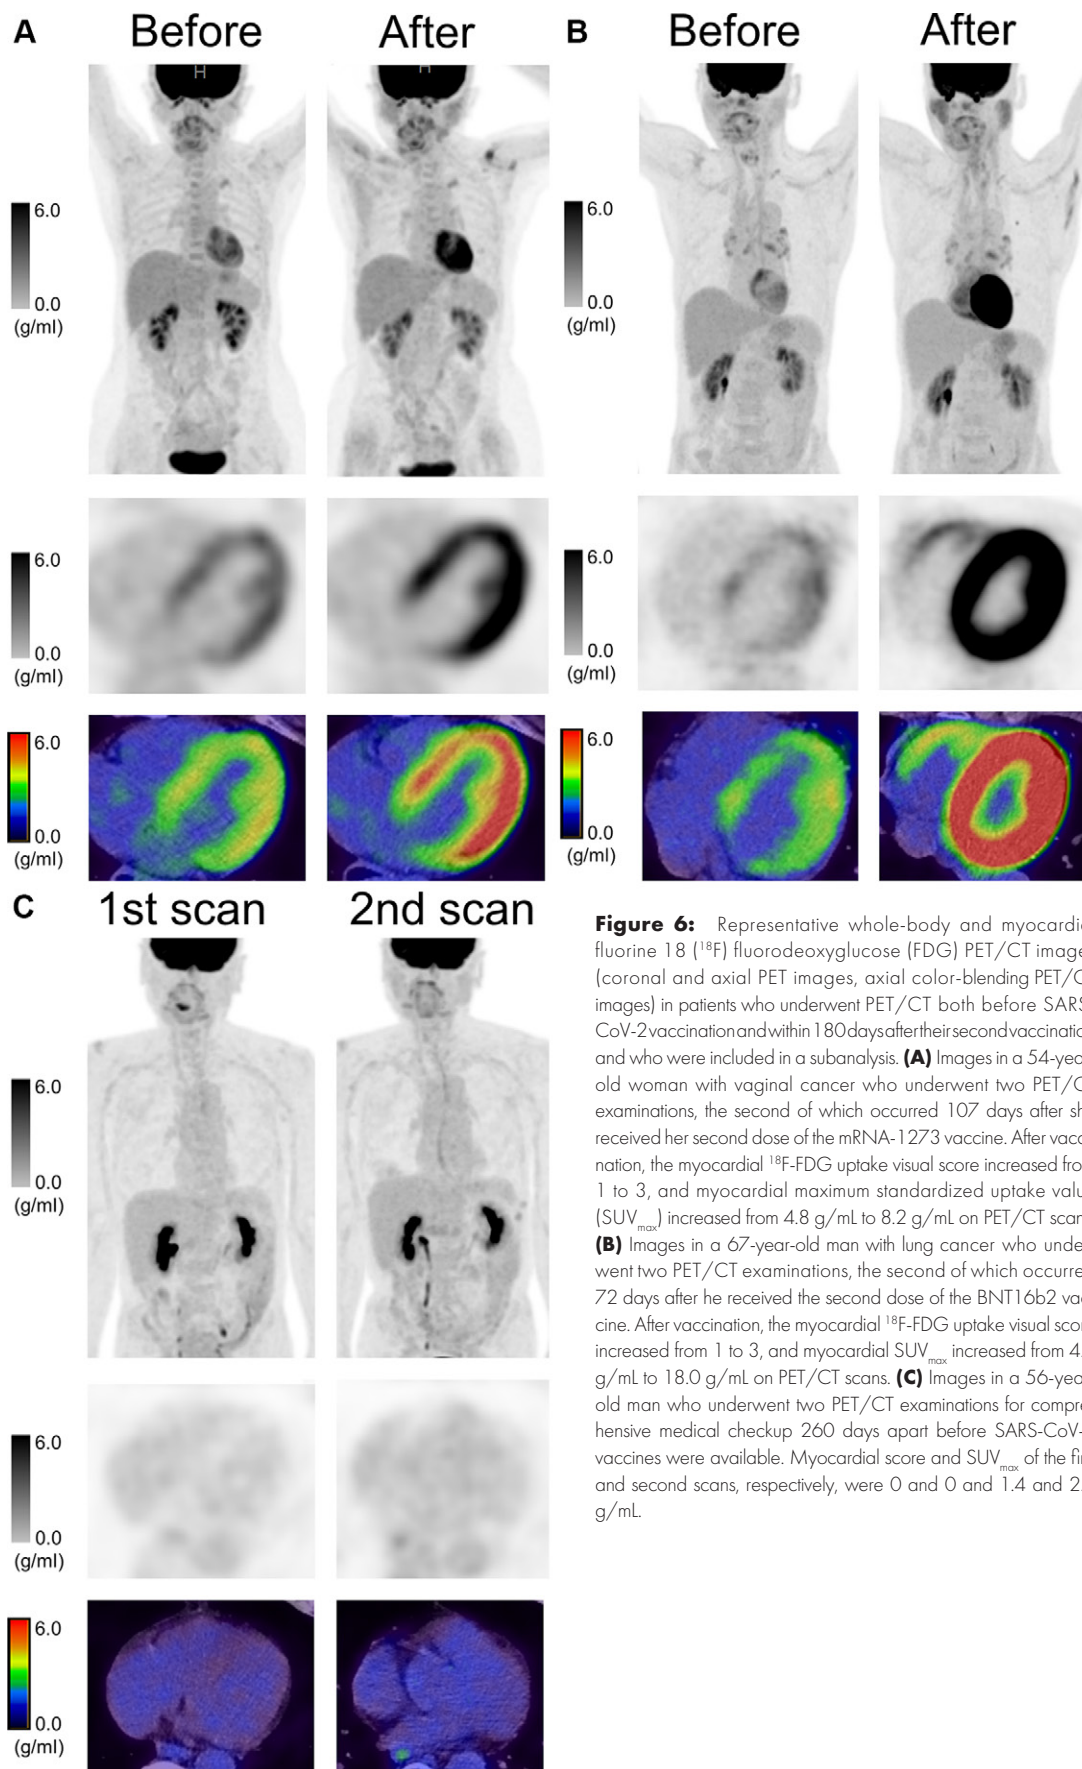 A
Before
After
B
Before
After
H
H
6.0
0.0
(g/ml)
6.0
0.0
(g/ml)
6.0
0.0
(g/ml)
6.0
0.0
(g/ml)
6.0
0.0
(g/ml)
6.0
0.0
(g/ml)
C
1st scan
2nd scan
6.0
0.0
(g/ml)
6.0
0.0
(g/ml)
6.0
0.0
(g/ml)
Figure 6: Representative whole-body and myocardia
fluorine 18 (¹⁸F) fluorodeoxyglucose (FDG) PET/CT image
(coronal and axial PET images, axial color-blending PET/C
images) in patients who underwent PET/CT both before SARS
CoV-2 vaccination and within 180 days after their second vaccinatio
and who were included in a subanalysis. (A) Images in a 54-yea
old woman with vaginal cancer who underwent two PET/C
examinations, the second of which occurred 107 days after sh
received her second dose of the mRNA-1273 vaccine. After vacc
nation, the myocardial ¹⁸F-FDG uptake visual score increased fro
1 to 3, and myocardial maximum standardized uptake valu
(SUVmax) increased from 4.8 g/mL to 8.2 g/mL on PET/CT scan
(B) Images in a 67-year-old man with lung cancer who unde
went two PET/CT examinations, the second of which occurre
72 days after he received the second dose of the BNT16b2 vac
cine. After vaccination, the myocardial ¹⁸F-FDG uptake visual scor
increased from 1 to 3, and myocardial SUVmax increased from 4.
g/mL to 18.0 g/mL on PET/CT scans. (C) Images in a 56-yea
old man who underwent two PET/CT examinations for compre
hensive medical checkup 260 days apart before SARS-CoV-
vaccines were available. Myocardial score and SUVmax of the fir
and second scans, respectively, were 0 and 0 and 1.4 and 2.
g/mL.